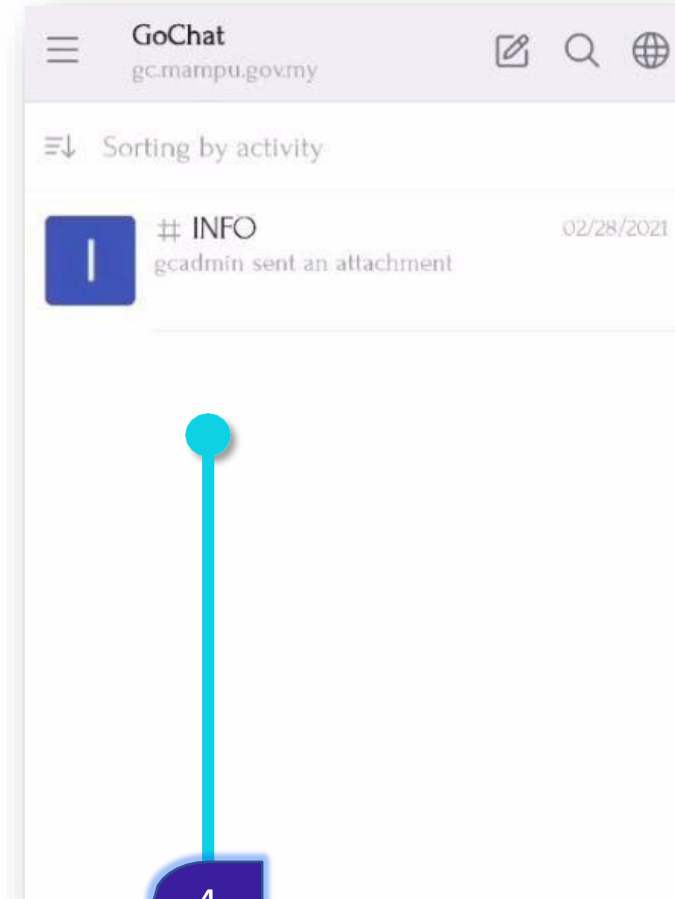 GoChat
gc.mampu.gov.my
Sorting by activity
I
# INFO
02/28/2021
gcadmin sent an attachment
4